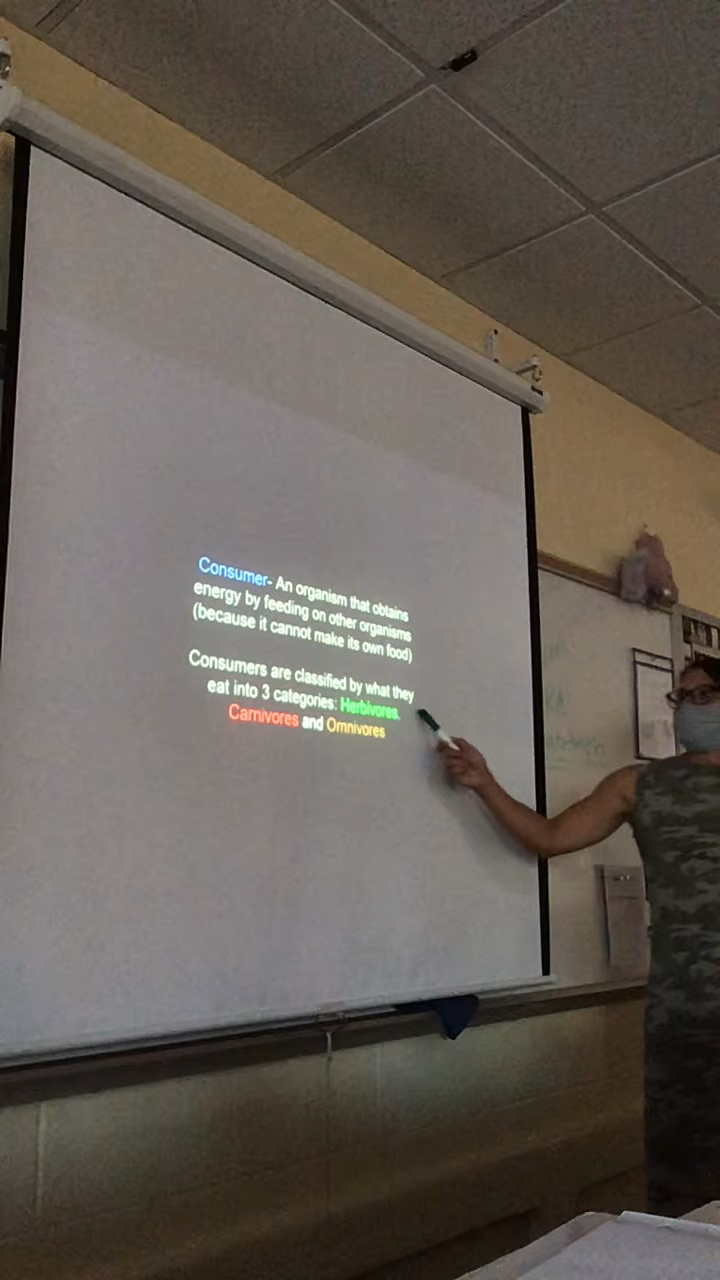 Consumer- An organism that obtains
energy by feeding on other organisms
(because it cannot make its own food)
Consumers are classified by what they
eat into 3 categories: Herbivores,
Carnivores and Omnivores